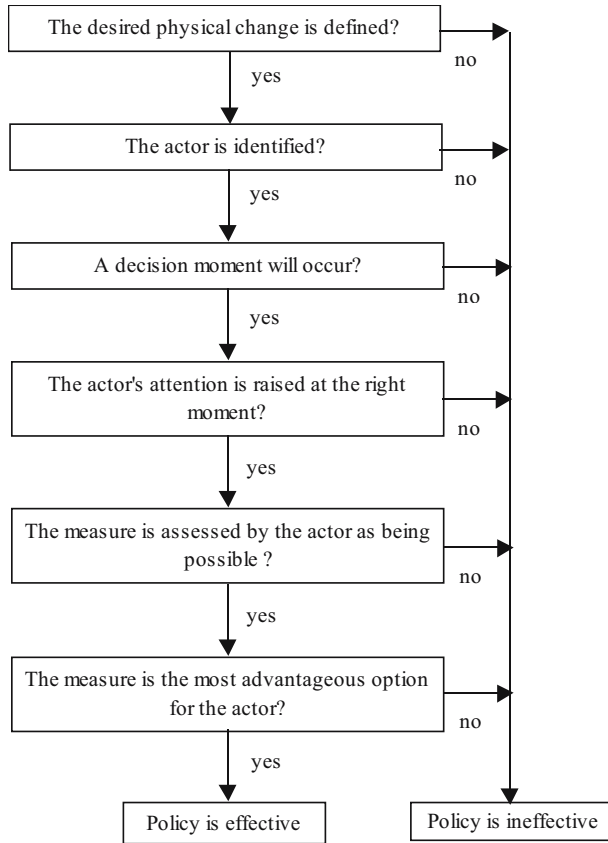 The desired physical change is defined?
no
yes
The actor is identified?
no
yes
A decision moment will occur?
no
yes
The actor's attention is raised at the right
moment?
no
yes
The measure is assessed by the actor as being
possible ?
no
yes
The measure is the most advantageous option
for the actor?
no
yes
Policy is effective
Policy is ineffective